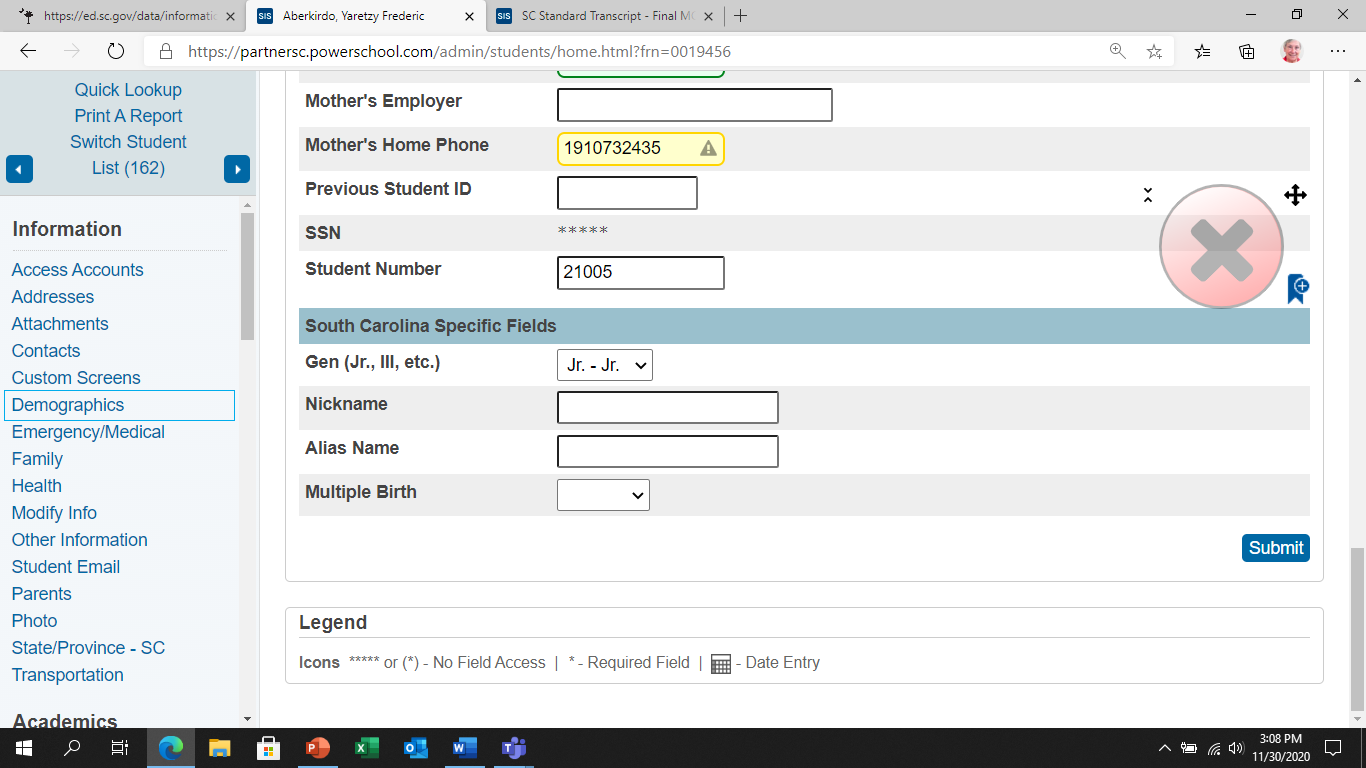 https://ed.sc.gov/data/informatic
SIS Aberkirdo, Yaretzy Frederic
SIS SC Standard Transcript - Final MC
https://partnersc.powerschool.com/admin/students/home.html?frn=0019456
Quick Lookup
Print A Report
Switch Student
List (162)
Information
Access Accounts
Addresses
Attachments
Contacts
Custom Screens
Demographics
Emergency/Medical
Family
Health
Modify Info
Other Information
Student Email
Parents
Photo
State/Province - SC
Transportation
Academics
Mother's Employer
Mother's Home Phone 1910732435
Previous Student ID
SSN *****
Student Number 21005
South Carolina Specific Fields
Gen (Jr., III, etc.) Jr. - Jr.
Nickname
Alias Name
Multiple Birth
Submit
Legend
Icons ***** or (*) - No Field Access | * - Required Field | - Date Entry
3:08 PM
11/30/2020